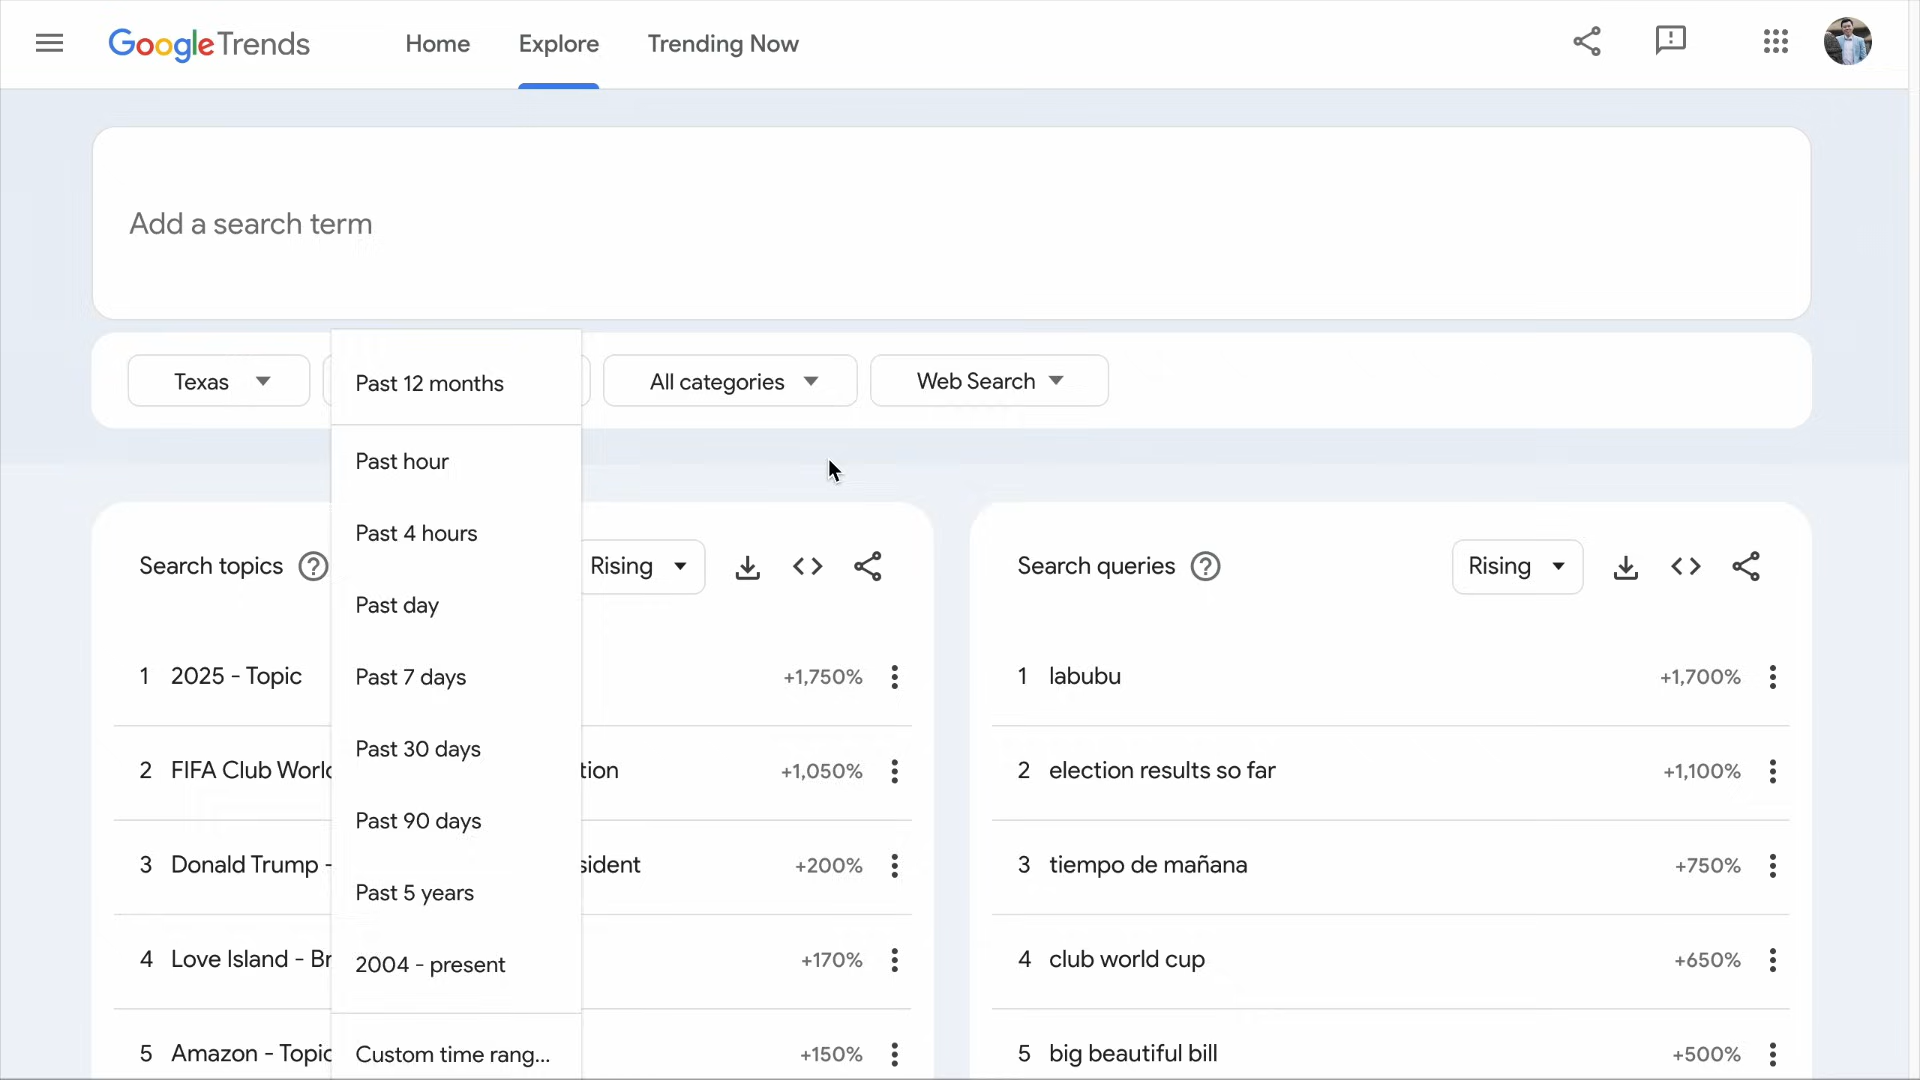 Google Trends
Home
Explore
Trending Now
Add a search term
Texas
Past 12 months
All categories
Web Search
Past hour
Past 4 hours
Past day
Past 7 days
Past 30 days
Past 90 days
Past 5 years
2004 - present
Custom time rang...
Search topics ?
Rising
1 2025 - Topic +1,750%
2 FIFA Club World tion +1,050%
3 Donald Trump - sident +200%
4 Love Island - Br +170%
5 Amazon - Topic +150%
Search queries ?
Rising
1 labubu +1,700%
2 election results so far +1,100%
3 tiempo de mañana +750%
4 club world cup +650%
5 big beautiful bill +500%